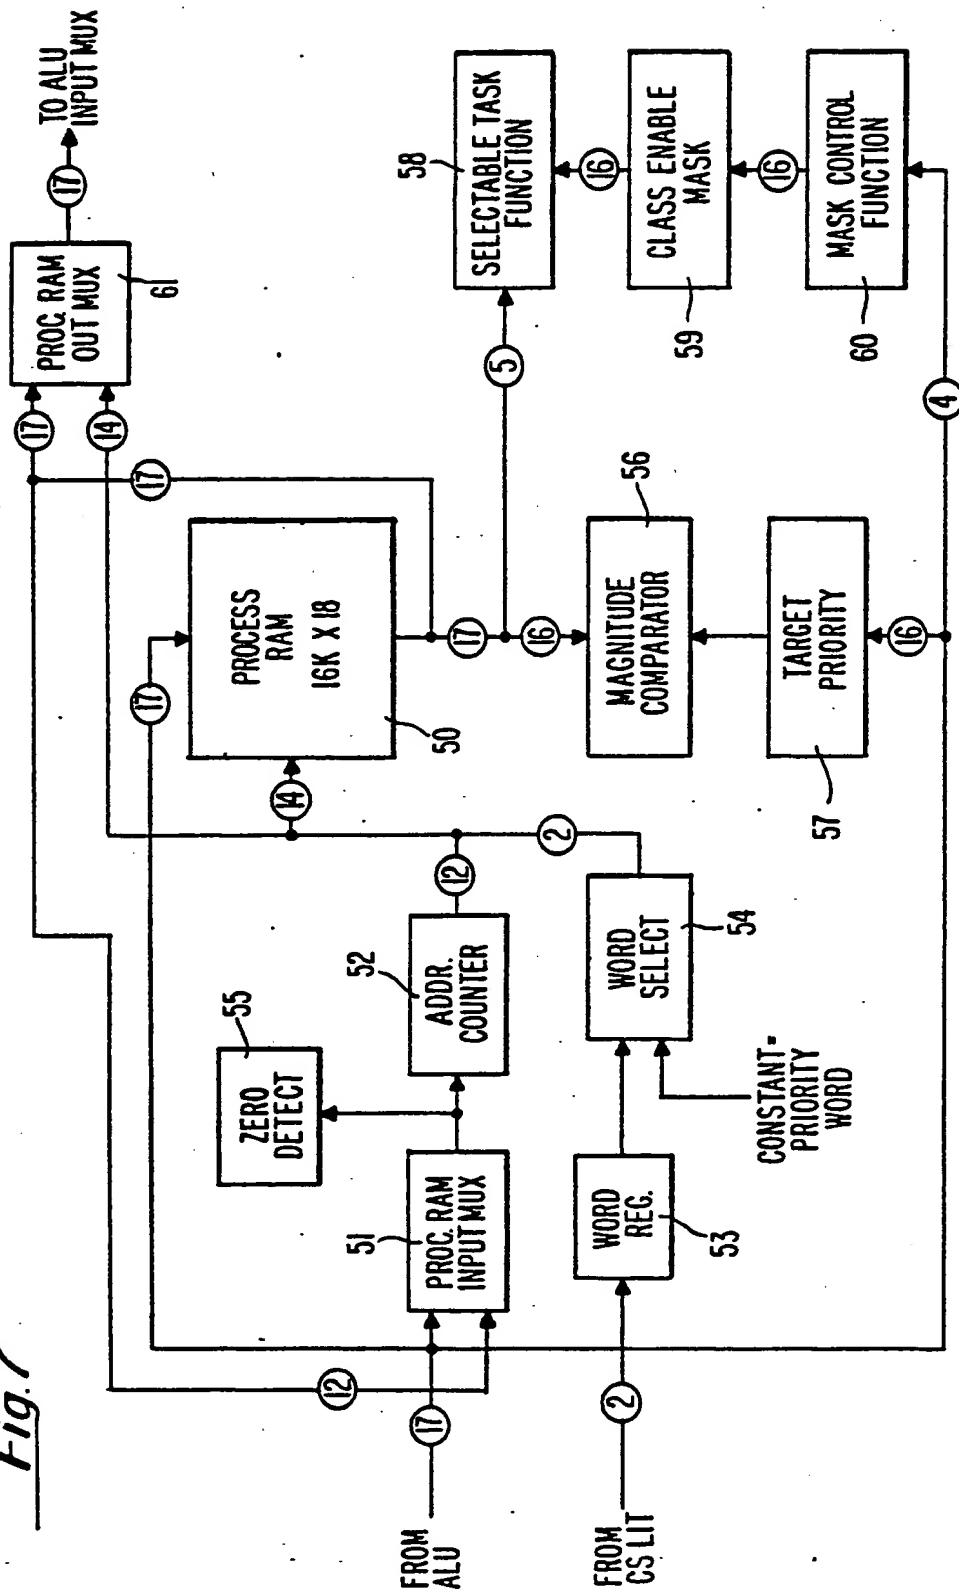 Fig. 7
TO ALU
INPUT MUX
17
PROC. RAM
OUT MUX
61
17
14
12
17
17
PROCESS
RAM
16K X 18
50
14
17
16
5
58
SELECTABLE TASK
FUNCTION
16
59
CLASS ENABLE
MASK
16
60
MASK CONTROL
FUNCTION
4
56
MAGNITUDE
COMPARATOR
57
TARGET
PRIORITY
16
55
ZERO
DETECT
52
ADDR.
COUNTER
12
2
54
WORD
SELECT
51
PROC. RAM
INPUT MUX
53
WORD
REG.
CONSTANT=
PRIORITY
WORD
17
FROM
ALU
2
FROM
CS LIT